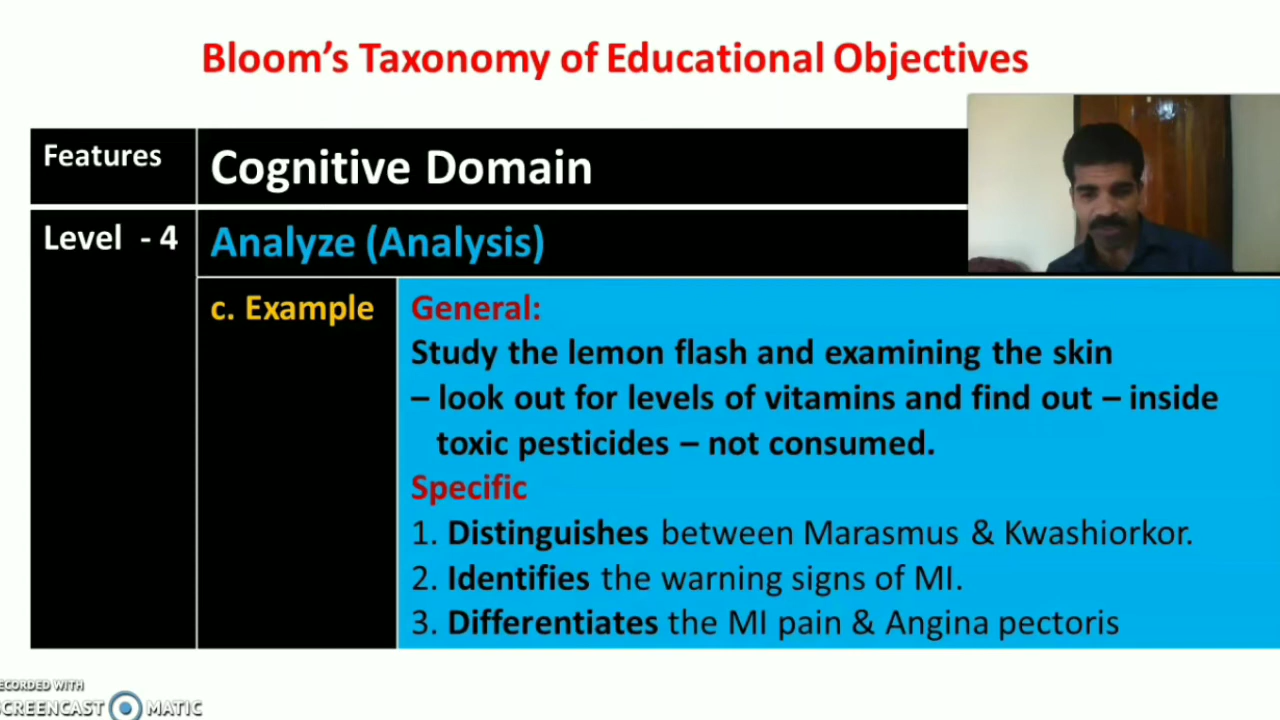 Bloom's Taxonomy of Educational Objectives
Features
Cognitive Domain
Level - 4
Analyze (Analysis)
c. Example
General:
Study the lemon flash and examining the skin
– look out for levels of vitamins and find out – inside
toxic pesticides – not consumed.
Specific
1. Distinguishes between Marasmus & Kwashiorkor.
2. Identifies the warning signs of MI.
3. Differentiates the MI pain & Angina pectoris
ECORDED WITH
SCREENCAST MATIC